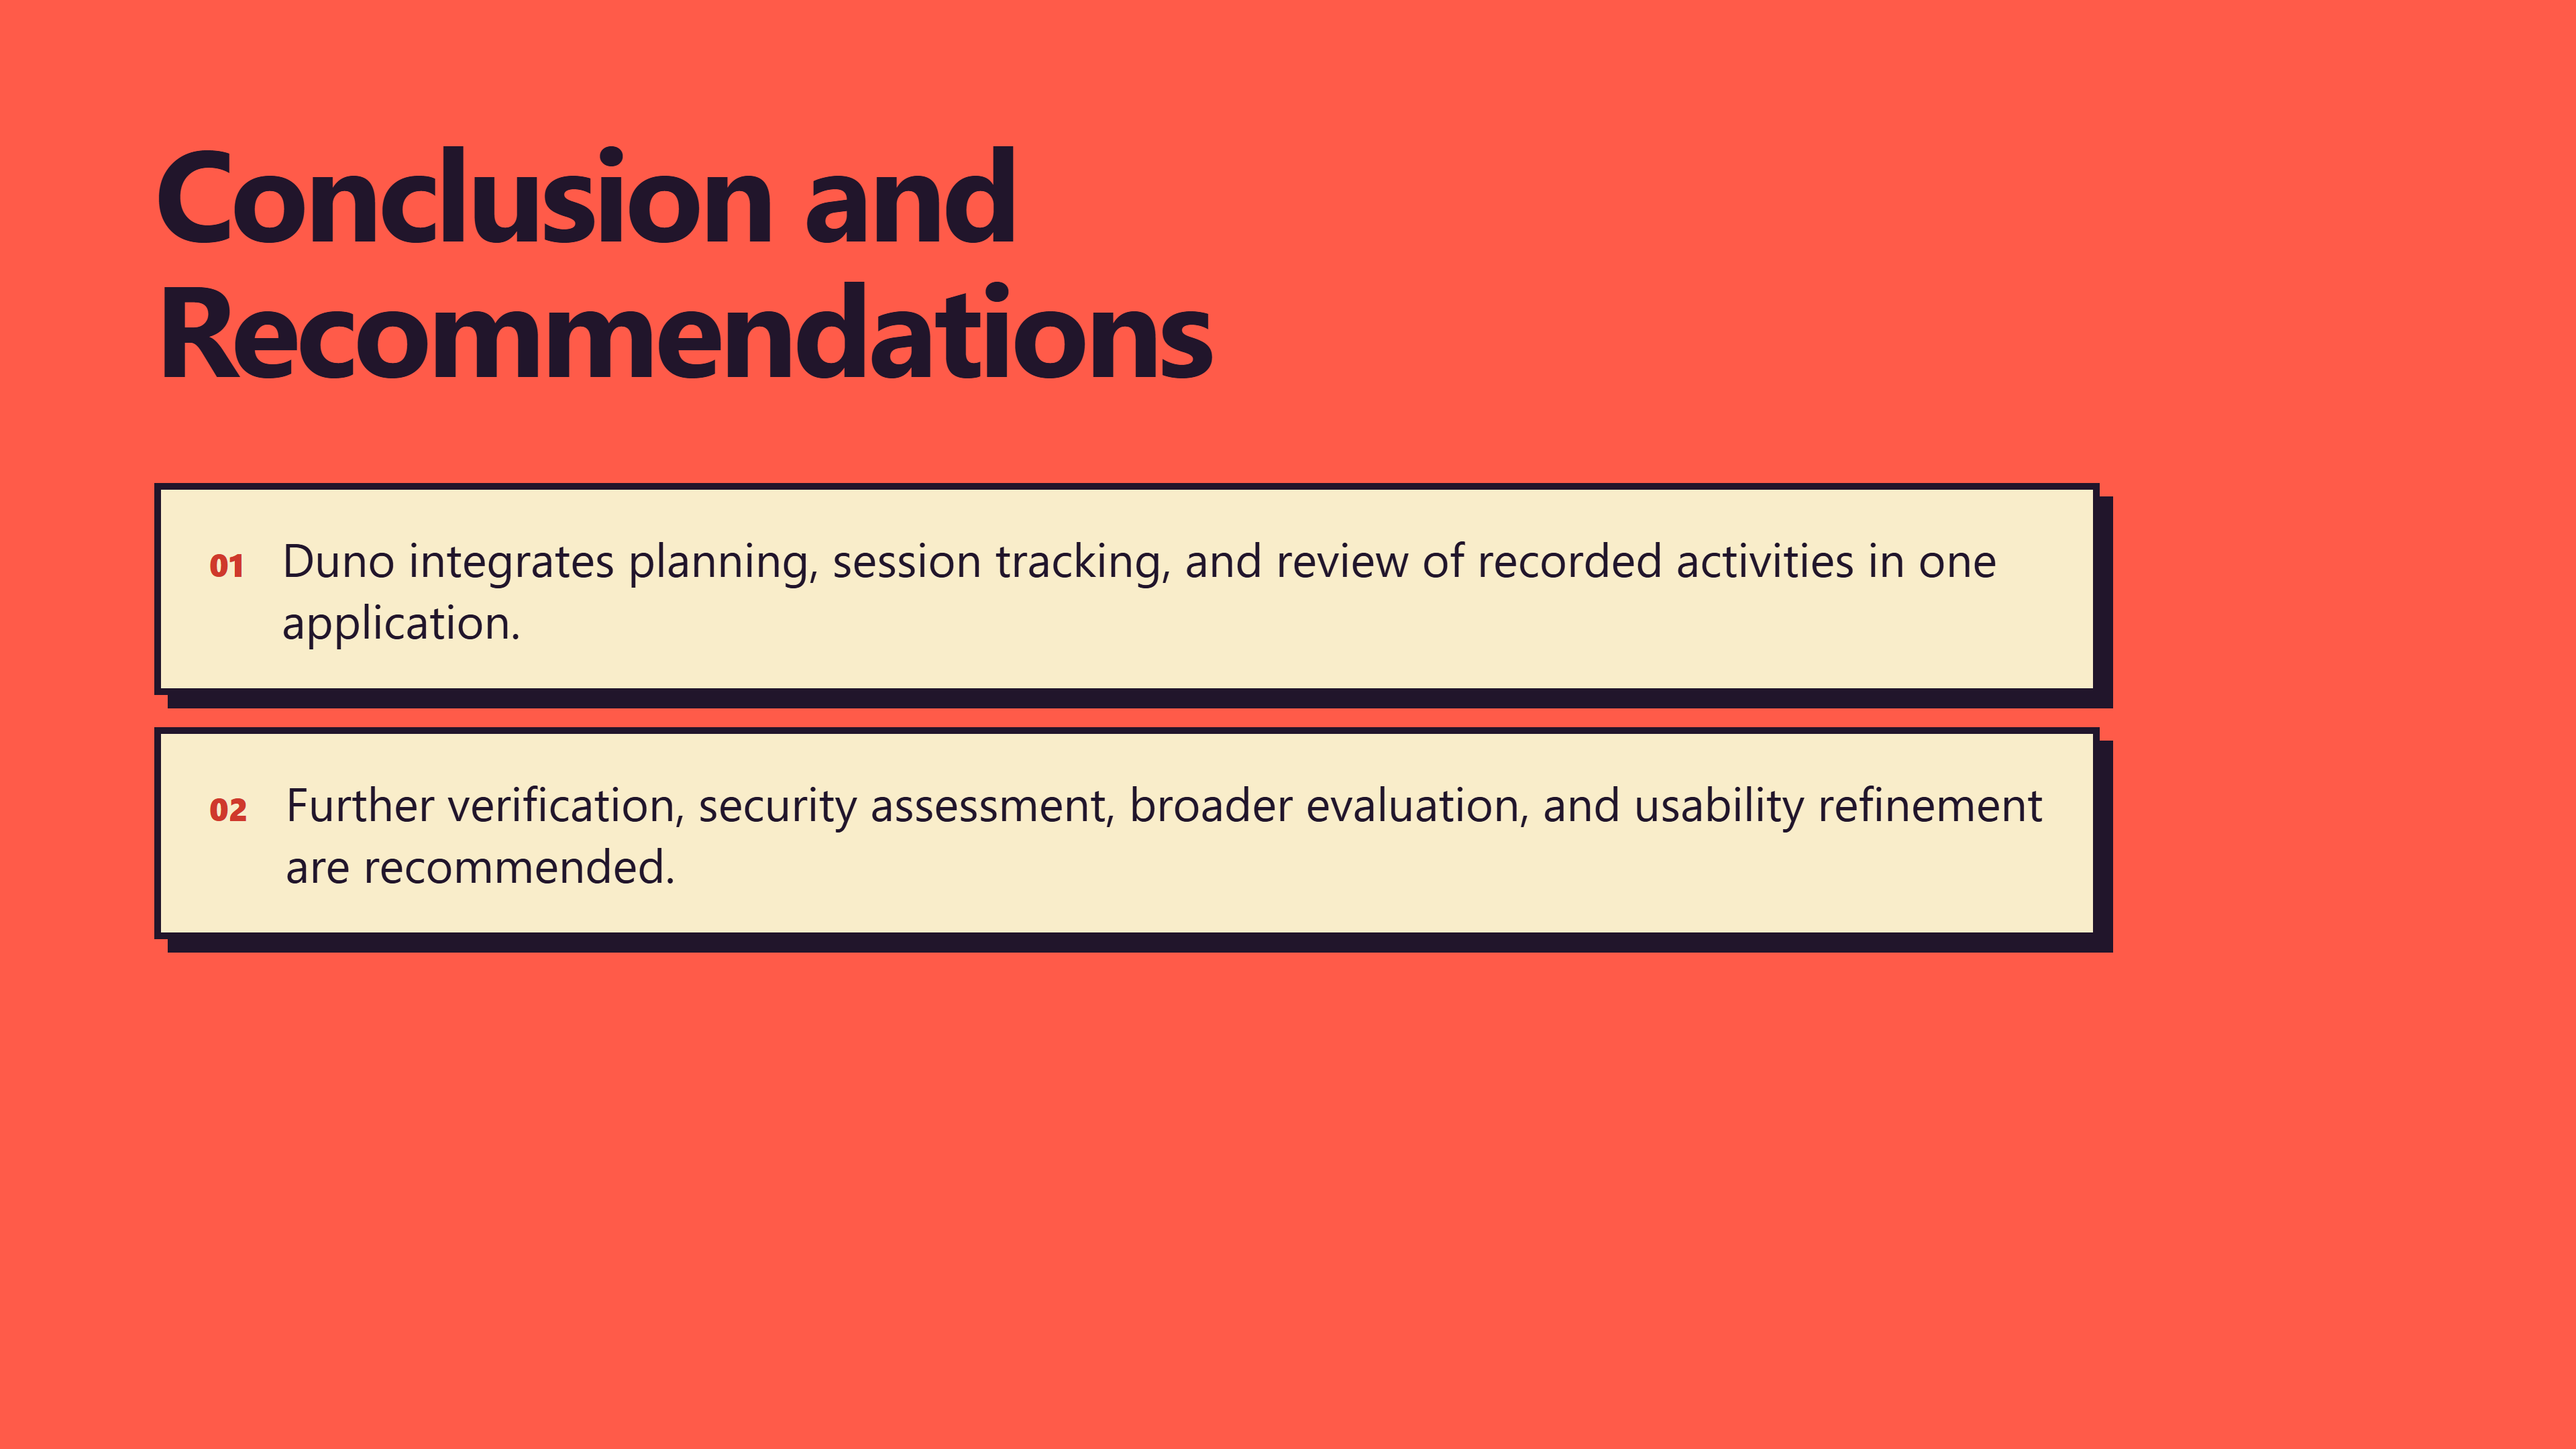 Conclusion and
Recommendations
01 Duno integrates planning, session tracking, and review of recorded activities in one
application.
02 Further verification, security assessment, broader evaluation, and usability refinement
are recommended.